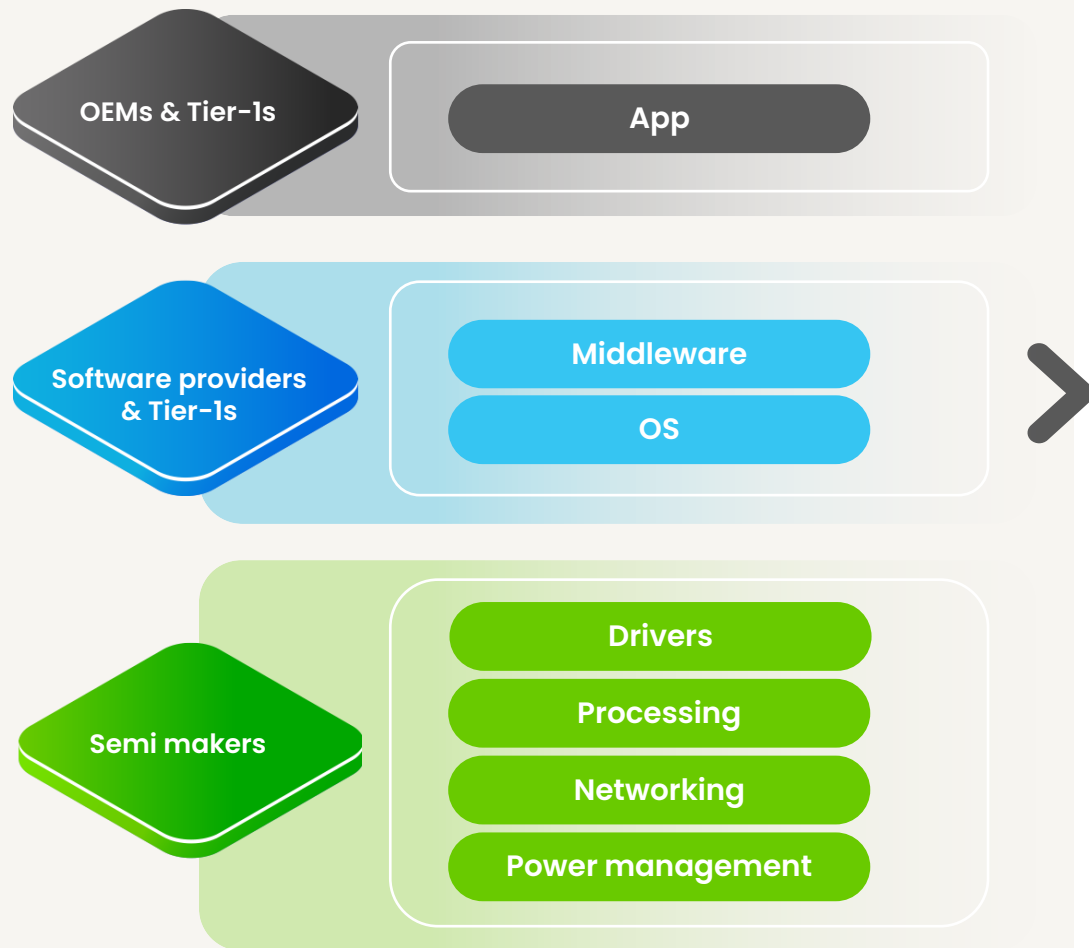 OEMs & Tier-1s
App
Software providers
& Tier-1s
Middleware
OS
Semi makers
Drivers
Processing
Networking
Power management